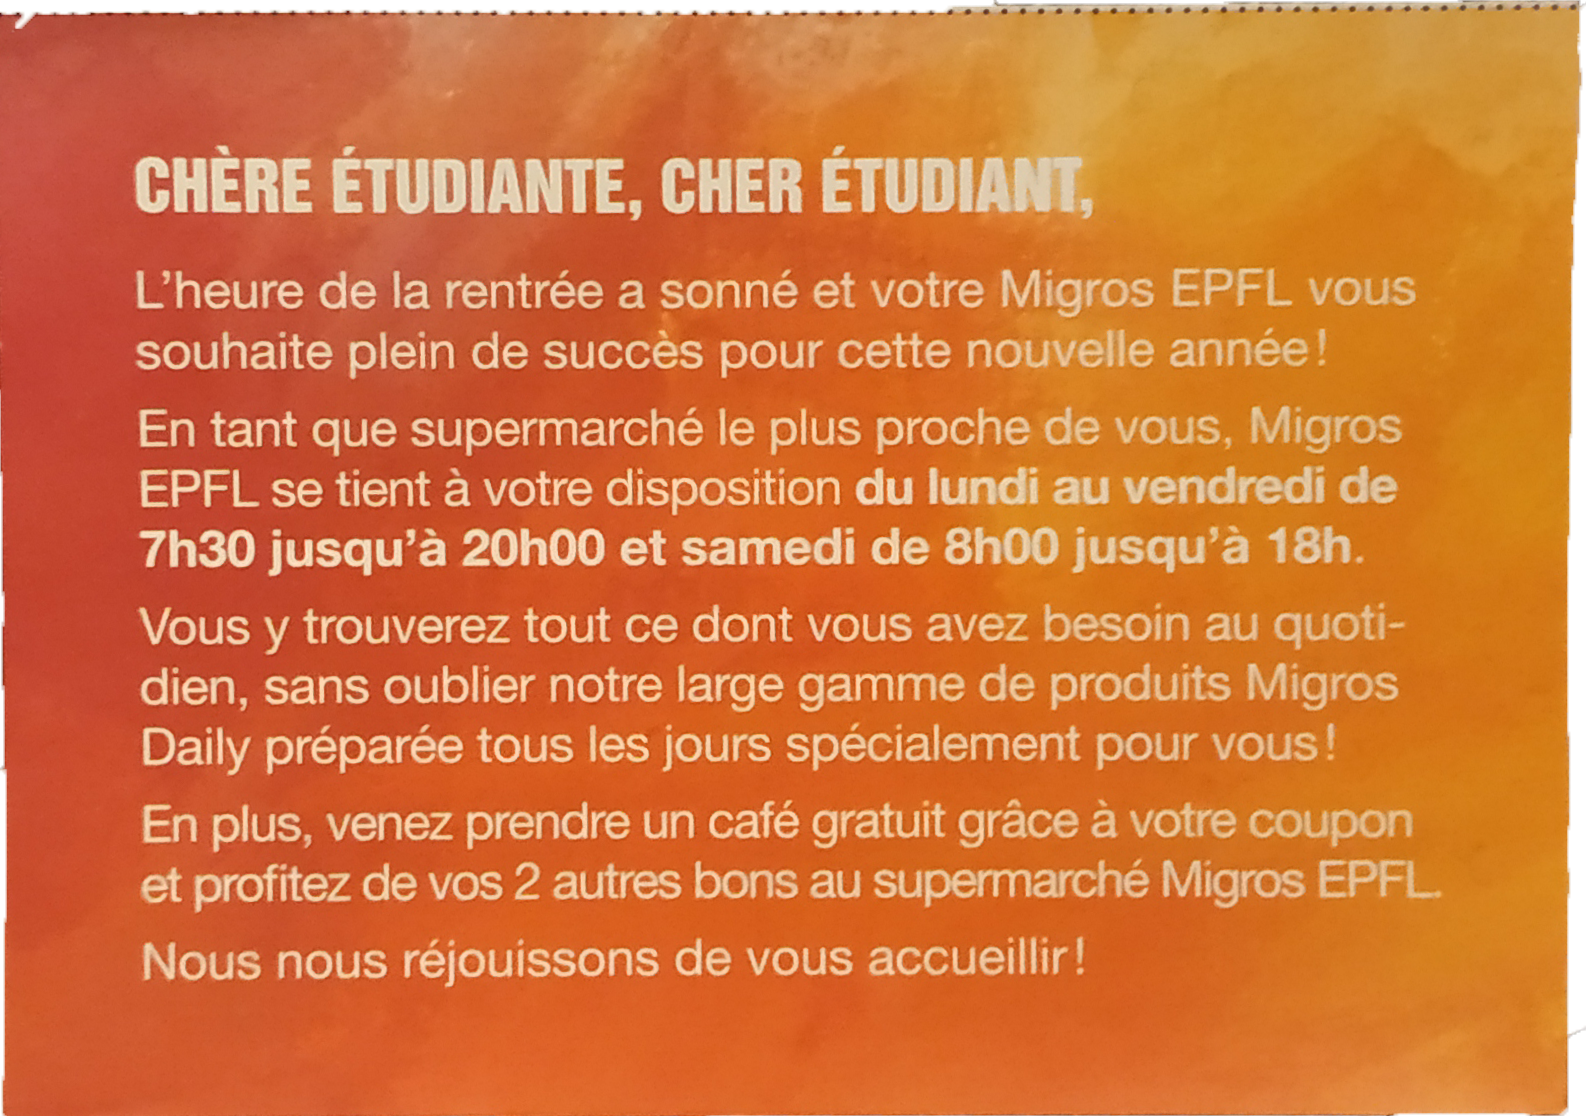 CHÈRE ÉTUDIANTE, CHER ÉTUDIANT,
L'heure de la rentrée a sonné et votre Migros EPFL vous
souhaite plein de succès pour cette nouvelle année!
En tant que supermarché le plus proche de vous, Migros
EPFL se tient à votre disposition du lundi au vendredi de
7h30 jusqu'à 20h00 et samedi de 8h00 jusqu'à 18h.
Vous y trouverez tout ce dont vous avez besoin au quoti-
dien, sans oublier notre large gamme de produits Migros
Daily préparée tous les jours spécialement pour vous!
En plus, venez prendre un café gratuit grâce à votre coupon
et profitez de vos 2 autres bons au supermarché Migros EPFL.
Nous nous réjouissons de vous accueillir!